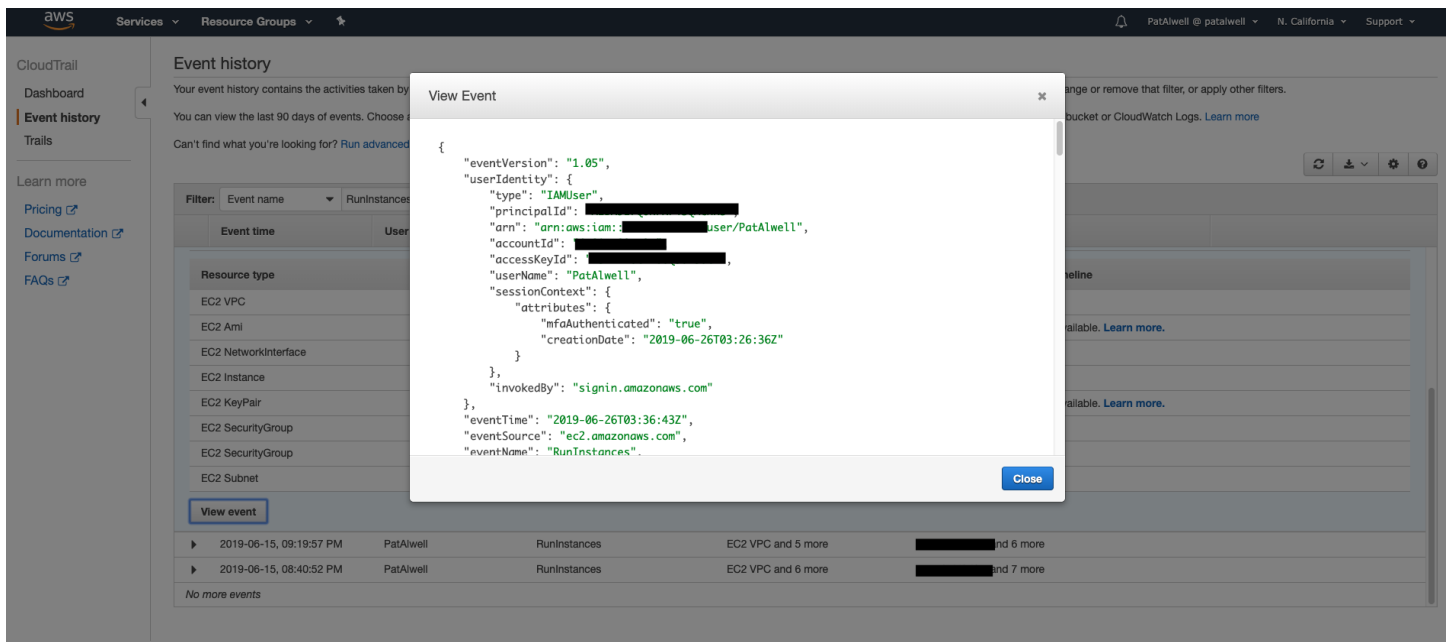 aws Services Resource Groups PatAlwell @ patalwell N. California Support
CloudTrail
Dashboard
Event history
Trails
Learn more
Pricing
Documentation
Forums
FAQs
Event history
Your event history contains the activities taken by ange or remove that filter, or apply other filters.
You can view the last 90 days of events. Choose a bucket or CloudWatch Logs. Learn more
Can't find what you're looking for? Run advanced
Filter: Event name RunInstances
Event time User
Resource type meline
EC2 VPC
EC2 Ami vailable. Learn more.
EC2 NetworkInterface
EC2 Instance
EC2 KeyPair vailable. Learn more.
EC2 SecurityGroup
EC2 SecurityGroup
EC2 Subnet
View event
2019-06-15, 09:19:57 PM PatAlwell RunInstances EC2 VPC and 5 more nd 6 more
2019-06-15, 08:40:52 PM PatAlwell RunInstances EC2 VPC and 6 more and 7 more
No more events
View Event ×
{
"eventVersion": "1.05",
"userIdentity": {
"type": "IAMUser",
"principalId":
"arn": "arn:aws:iam:: user/PatAlwell",
"accountId": "
"accessKeyId": " ,
"userName": "PatAlwell",
"sessionContext": {
"attributes": {
"mfaAuthenticated": "true",
"creationDate": "2019-06-26T03:26:36Z"
}
},
"invokedBy": "signin.amazonaws.com"
},
"eventTime": "2019-06-26T03:36:43Z",
"eventSource": "ec2.amazonaws.com",
"eventName": "RunInstances",
Close